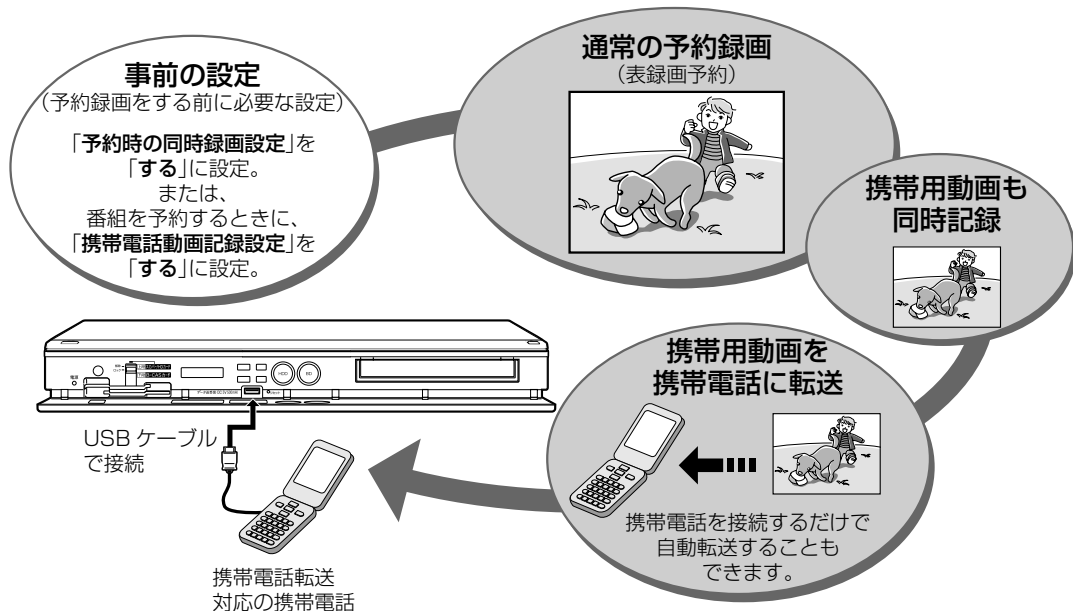 事前の設定
(予約録画をする前に必要な設定)
「予約時の同時録画設定」を
「する」に設定。
または、
番組を予約するときに、
「携帯電話動画記録設定」を
「する」に設定。
通常の予約録画
(表録画予約)
携帯用動画も
同時記録
携帯用動画を
携帯電話に転送
携帯電話を接続するだけで
自動転送することも
できます。
HDD
BD
USB ケーブル
で接続
携帯電話転送
対応の携帯電話